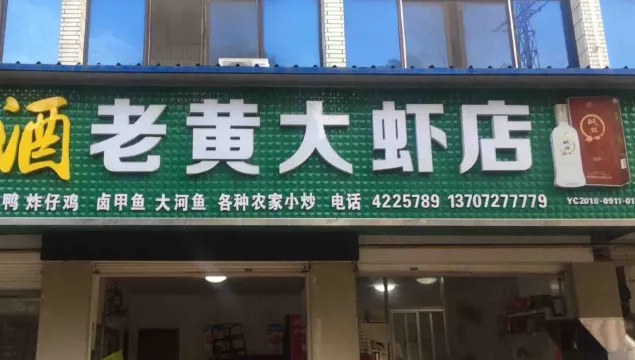 酒 老黄大虾店
鸭 炸仔鸡 卤甲鱼 大河鱼 各种农家小炒 电话 4225789 13707277779
YC2018-0911-01